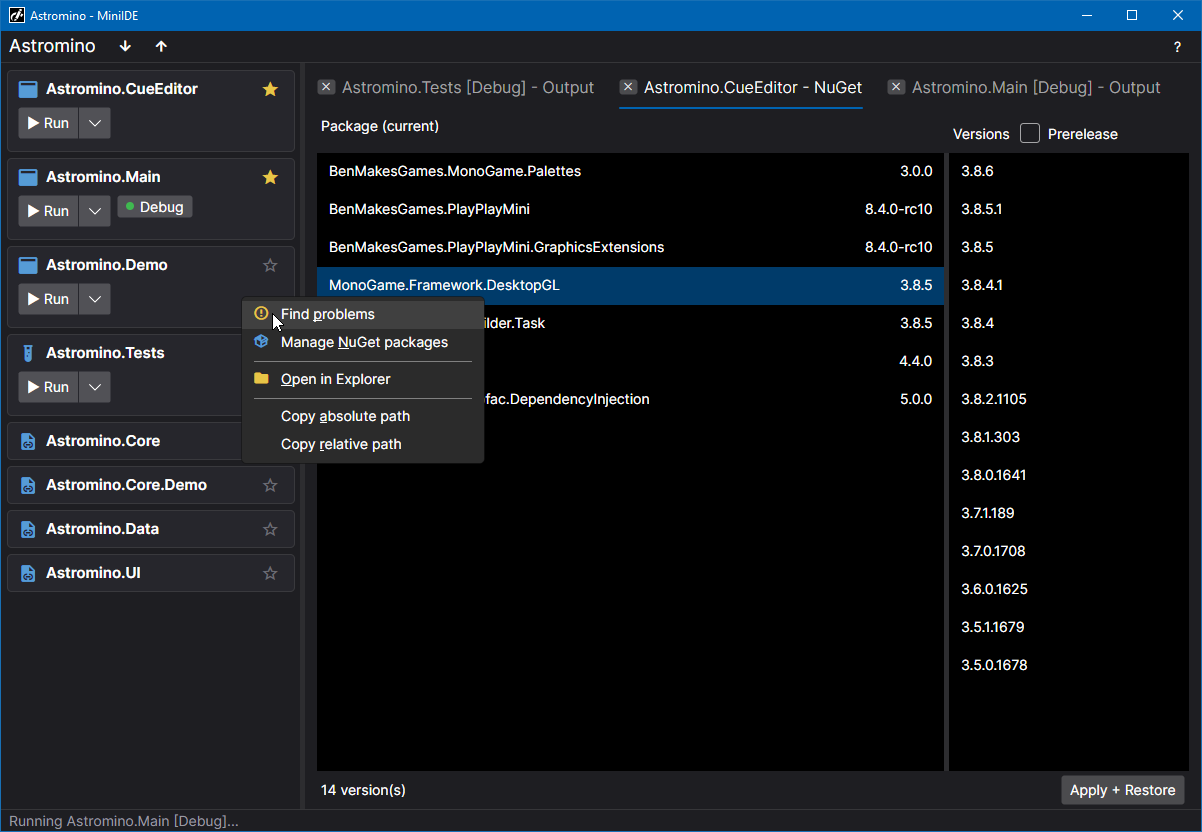 Astromino - MiniIDE
Astromino
?
Astromino.CueEditor
Run
Astromino.Main
Run
Debug
Astromino.Demo
Run
Astromino.Tests
Run
Astromino.Core
Astromino.Core.Demo
Astromino.Data
Astromino.UI
Astromino.Tests [Debug] - Output
Astromino.CueEditor - NuGet
Astromino.Main [Debug] - Output
Package (current)
Versions
Prerelease
BenMakesGames.MonoGame.Palettes 3.0.0
BenMakesGames.PlayPlayMini 8.4.0-rc10
BenMakesGames.PlayPlayMini.GraphicsExtensions 8.4.0-rc10
MonoGame.Framework.DesktopGL 3.8.5
ilder.Task 3.8.5
4.4.0
fac.DependencyInjection 5.0.0
Find problems
Manage NuGet packages
Open in Explorer
Copy absolute path
Copy relative path
3.8.6
3.8.5.1
3.8.5
3.8.4.1
3.8.4
3.8.3
3.8.2.1105
3.8.1.303
3.8.0.1641
3.7.1.189
3.7.0.1708
3.6.0.1625
3.5.1.1679
3.5.0.1678
14 version(s)
Apply + Restore
Running Astromino.Main [Debug]...